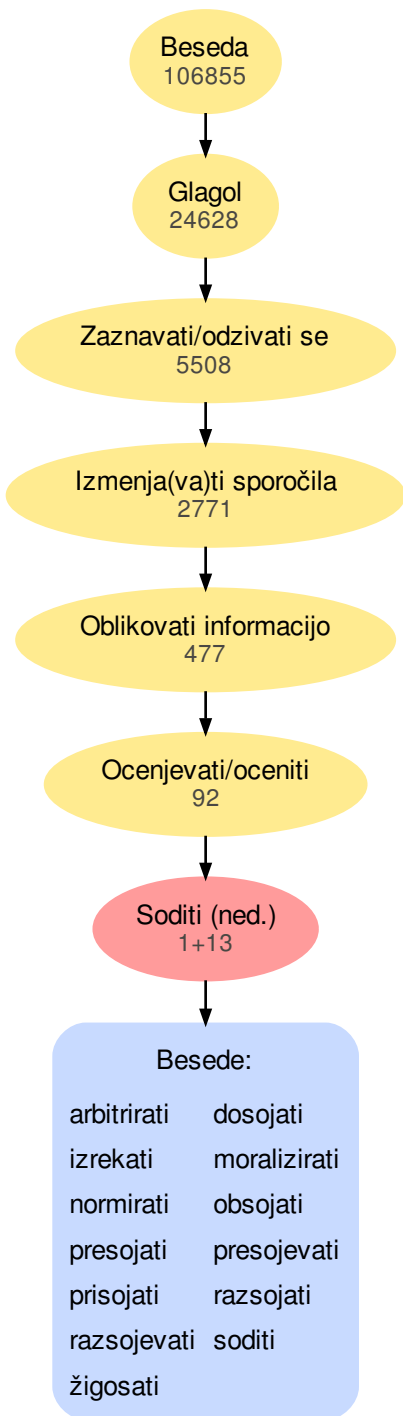 Beseda
106855
Glagol
24628
Zaznavati/odzivati se
5508
Izmenja(va)ti sporočila
2771
Oblikovati informacijo
477
Ocenjevati/oceniti
92
Soditi (ned.)
1+13
Besede:
arbitrirati dosojati
izrekati moralizirati
normirati obsojati
presojati presojevati
prisojati razsojati
razsojevati soditi
žigosati